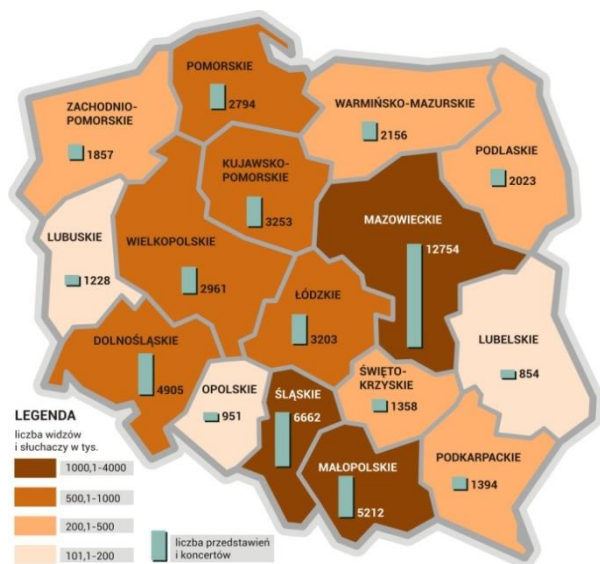 POMORSKIE
2794
ZACHODNIO-
POMORSKIE
1857
WARMIŃSKO-MAZURSKIE
2156
PODLASKIE
2023
KUJAWSKO-
POMORSKIE
3253
MAZOWIECKIE
12754
LUBUSKIE
1228
WIELKOPOLSKIE
2961
ŁÓDZKIE
3203
DOLNOŚLĄSKIE
4905
LUBELSKIE
854
OPOLSKIE
951
ŚLĄSKIE
6662
ŚWIĘTO-
KRZYSKIE
1358
MAŁOPOLSKIE
5212
PODKARPACKIE
1394
LEGENDA
liczba widzów
i słuchaczy w tys.
1000,1-4000
500,1-1000
200,1-500
101,1-200
liczba przedstawień
i koncertów